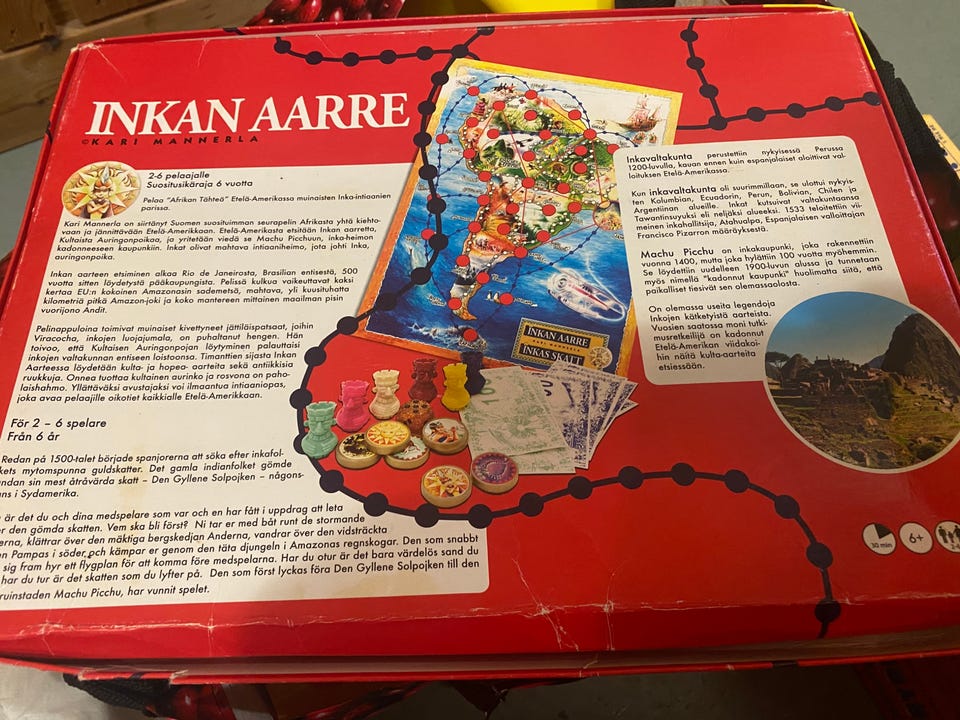 INKAN AARRE
©KARI MANNERLA
2-6 pelaajalle
Suositusikäraja 6 vuotta
Pelaa "Afrikan Tähteä" Etelä-Amerikassa muinaisten Inka-intiaanien
parissa.
Kari Mannerla on siirtänyt Suomen suosituimman seurapelin Afrikasta yhtä kiehto-
vaan ja jännittävään Etelä-Amerikkaan. Etelä-Amerikasta etsitään Inkan aarretta,
Kultaista Auringonpoikaa, ja yritetään viedä se Machu Picchuun, inka-heimon
kadonneeseen kaupunkiin. Inkat olivat mahtava intiaaniheimo, jota johti Inka,
auringonpoika.
Inkan aarteen etsiminen alkaa Rio de Janeirosta, Brasilian entisestä, 500
vuotta sitten löydetystä pääkaupungista. Pelissä kulkua vaikeuttavat kaksi
kertaa EU:n kokoinen Amazonasin sademetsä, mahtava, yli kuusituhatta
kilometriä pitkä Amazon-joki ja koko mantereen mittainen maailman pisin
vuorijono Andit.
Pelinappuloina toimivat muinaiset kivettyneet jättiläispatsaat, joihin
Viracocha, inkojen luojajumala, on puhaltanut hengen. Hän
toivoo, että Kultaisen Auringonpojan löytyminen palauttaisi
inkojen valtakunnan entiseen loistoonsa. Timanttien sijasta Inkan
Aarteessa löydetään kulta- ja hopea-aarteita sekä antiikkisia
ruukkuja. Onnea tuottaa kultainen aurinko ja rosvona on paho-
laishahmo. Yllättäväksi avustajaksi voi ilmaantua intiaaniopas,
joka avaa pelaajalle oikotiet kaikkialle Etelä-Amerikkaan.
För 2 – 6 spelare
Från 6 år
Redan på 1500-talet började spanjorerna att söka efter inkafol-
kets mytomspunna guldskatter. Det gamla indianfolket gömde
undan sin mest åtråvärda skatt – Den Gyllene Solpojken – någons-
tans i Sydamerika.
är det du och dina medspelare som var och en har fått i uppdrag att leta
er den gömda skatten. Vem ska bli först? Ni tar er med båt runt de stormande
erna, klättrar över den mäktiga bergskedjan Anderna, vandrar över den vidsträckta
en Pampas i söder, och kämpar er genom den täta djungeln i Amazonas regnskogar. Den som snabbt
sig fram hyr ett flygplan för att komma före medspelarna. Har du otur är det bara värdelös sand du
har du tur är det skatten som du lyfter på. Den som först lyckas föra Den Gyllene Solpojken till den
ruinstaden Machu Picchu, har vunnit spelet.
INKAN AARRE
KARI MANNERLA
INKAS SKATT
Inkavaltakunta perustettiin nykyisessä Perussa
1200-luvulla, kauan ennen kuin espanjalaiset aloittivat val-
loituksen Etelä-Amerikassa.
Kun inkavaltakunta oli suurimmillaan, se ulottui nykyis-
ten Kolumbian, Ecuadorin, Perun, Bolivian, Chilen ja
Argentiinan alueille. Inkat kutsuivat valtakuntaansa
Tawantinsuyuksi eli neljäksi alueeksi. 1533 teloitettiin vii-
meinen inkahallitsija, Atahualpa, Espanjalaisen valloittajan
Francisco Pizarron määräyksestä.
Machu Picchu on inkakaupunki, joka rakennettiin
vuonna 1400, mutta joka hylättiin 100 vuotta myöhemmin.
Se löydettiin uudelleen 1900-luvun alussa ja tunnetaan
myös nimellä "kadonnut kaupunki" huolimatta siitä, että
paikalliset tiesivät sen olemassaolosta.
On olemassa useita legendoja
Inkojen kätketyistä aarteista.
Vuosien saatossa moni tutki-
musretkeilijä on kadonnut
Etelä-Amerikan viidakoi-
hin näitä kulta-aarteita
etsiessään.
30 min
6+
2-6